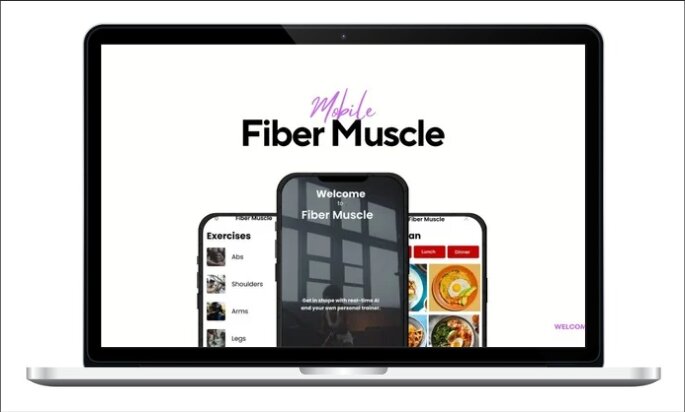 Mobile
Fiber Muscle
Fiber Muscle
Exercises
Abs
Shoulders
Arms
Legs
Welcome
to
Fiber Muscle
Get in shape with real-time AI
and your own personal trainer.
Fiber Muscle
an
Lunch
Dinner
WELCOM